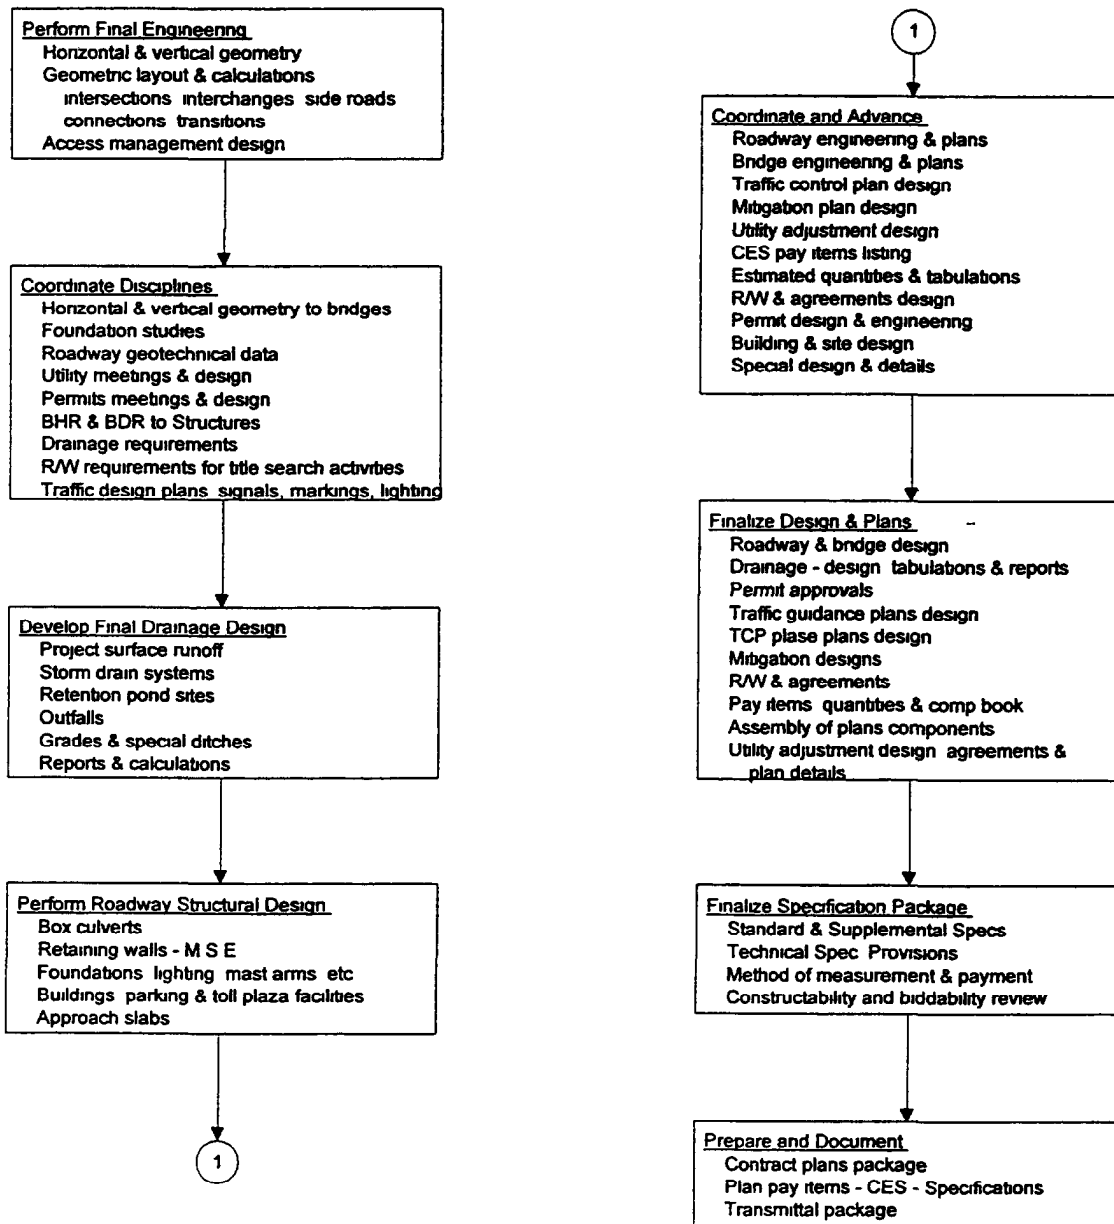 Perform Final Engineering
Horizontal & vertical geometry
Geometric layout & calculations
intersections interchanges side roads
connections transitions
Access management design
Coordinate Disciplines
Horizontal & vertical geometry to bridges
Foundation studies
Roadway geotechnical data
Utility meetings & design
Permits meetings & design
BHR & BDR to Structures
Drainage requirements
R/W requirements for title search activities
Traffic design plans signals, markings, lighting
Develop Final Drainage Design
Project surface runoff
Storm drain systems
Retention pond sites
Outfalls
Grades & special ditches
Reports & calculations
Perform Roadway Structural Design
Box culverts
Retaining walls - M S E
Foundations lighting mast arms etc
Buildings parking & toll plaza facilities
Approach slabs
1
1
Coordinate and Advance
Roadway engineering & plans
Bridge engineering & plans
Traffic control plan design
Mitigation plan design
Utility adjustment design
CES pay items listing
Estimated quantities & tabulations
R/W & agreements design
Permit design & engineering
Building & site design
Special design & details
Finalize Design & Plans
Roadway & bridge design
Drainage - design tabulations & reports
Permit approvals
Traffic guidance plans design
TCP plase plans design
Mitigation designs
R/W & agreements
Pay items quantities & comp book
Assembly of plans components
Utility adjustment design agreements &
plan details
Finalize Specification Package
Standard & Supplemental Specs
Technical Spec Provisions
Method of measurement & payment
Constructability and biddability review
Prepare and Document
Contract plans package
Plan pay items - CES - Specifications
Transmittal package